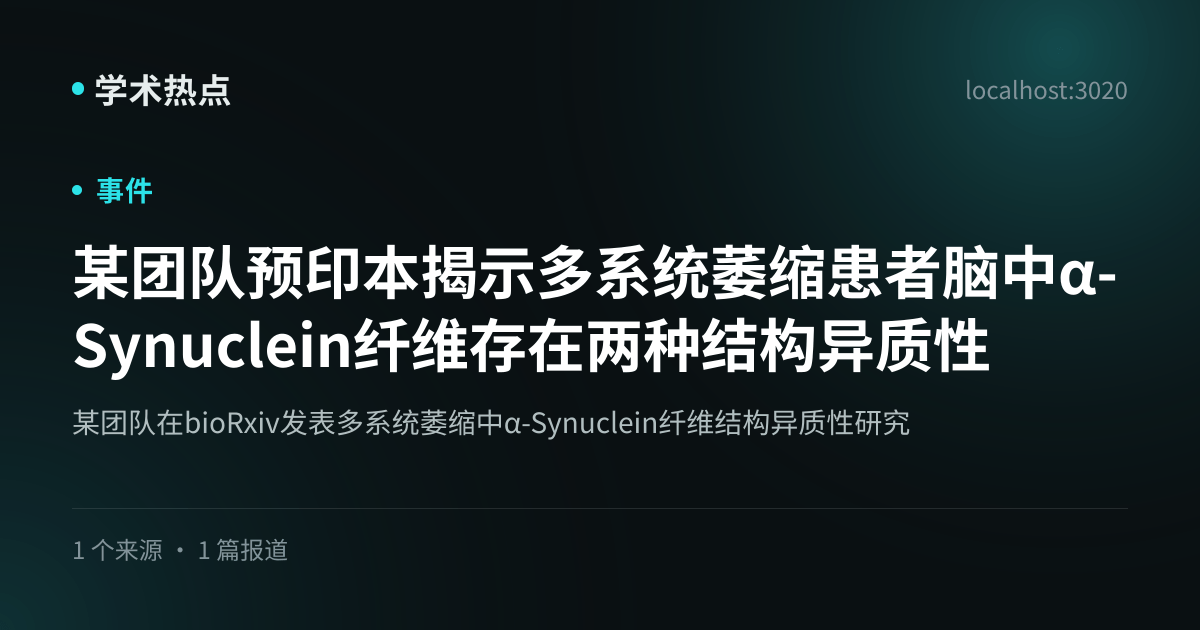 学术热点
localhost:3020
事件
某团队预印本揭示多系统萎缩患者脑中α-
Synuclein纤维存在两种结构异质性
某团队在bioRxiv发表多系统萎缩中α-Synuclein纤维结构异质性研究
1 个来源 · 1 篇报道